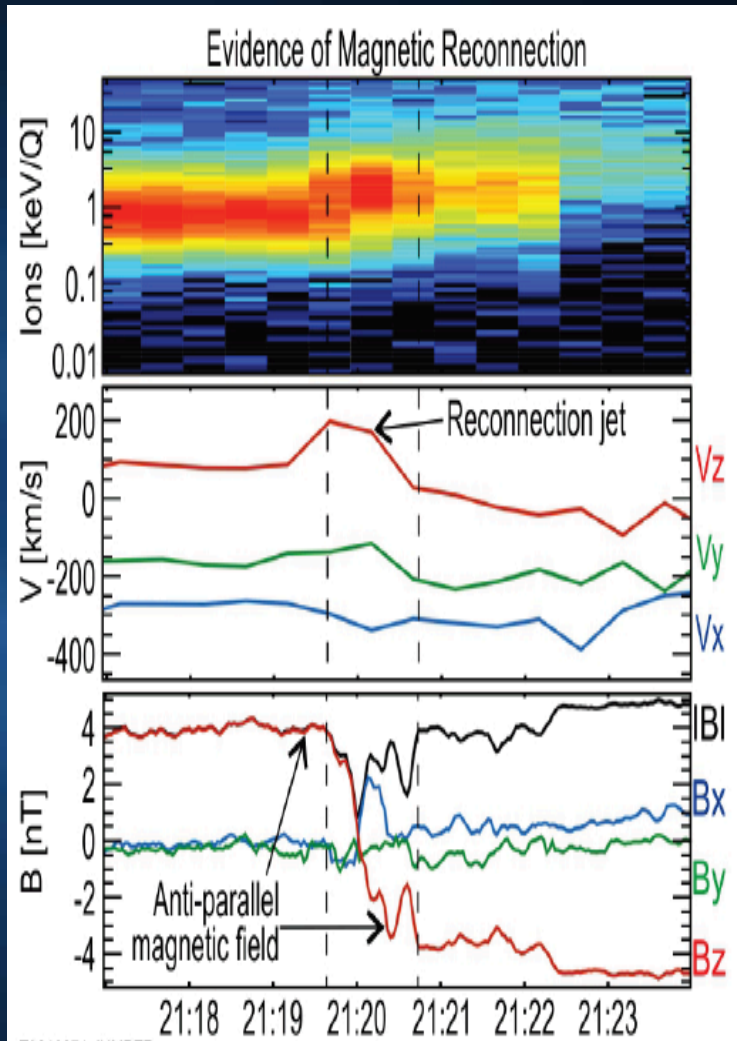 Evidence of Magnetic Reconnection
Ions [keV/Q]
10
1
0.1
0.01
V [km/s]
200
0
-200
-400
Reconnection jet
Vz
Vy
Vx
B [nT]
4
2
0
-2
-4
Anti-parallel
magnetic field
|B|
Bx
By
Bz
21:18 21:19 21:20 21:21 21:22 21:23